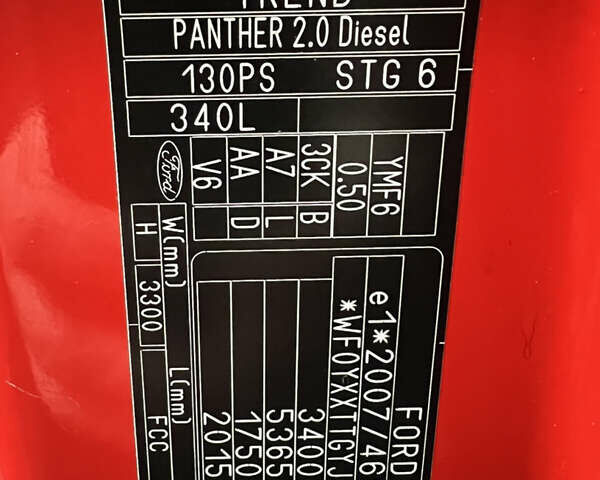 TREND
PANTHER 2.0 Diesel
130PS STG 6
340L
Ford
YMF6
0.50
3CK B
A7 L
AA D
V6
FORD
e1*2007/46
*WF0YXXTTGYJ
3400
5365
1750
2015
W(mm) L(mm)
H 3300 FCC